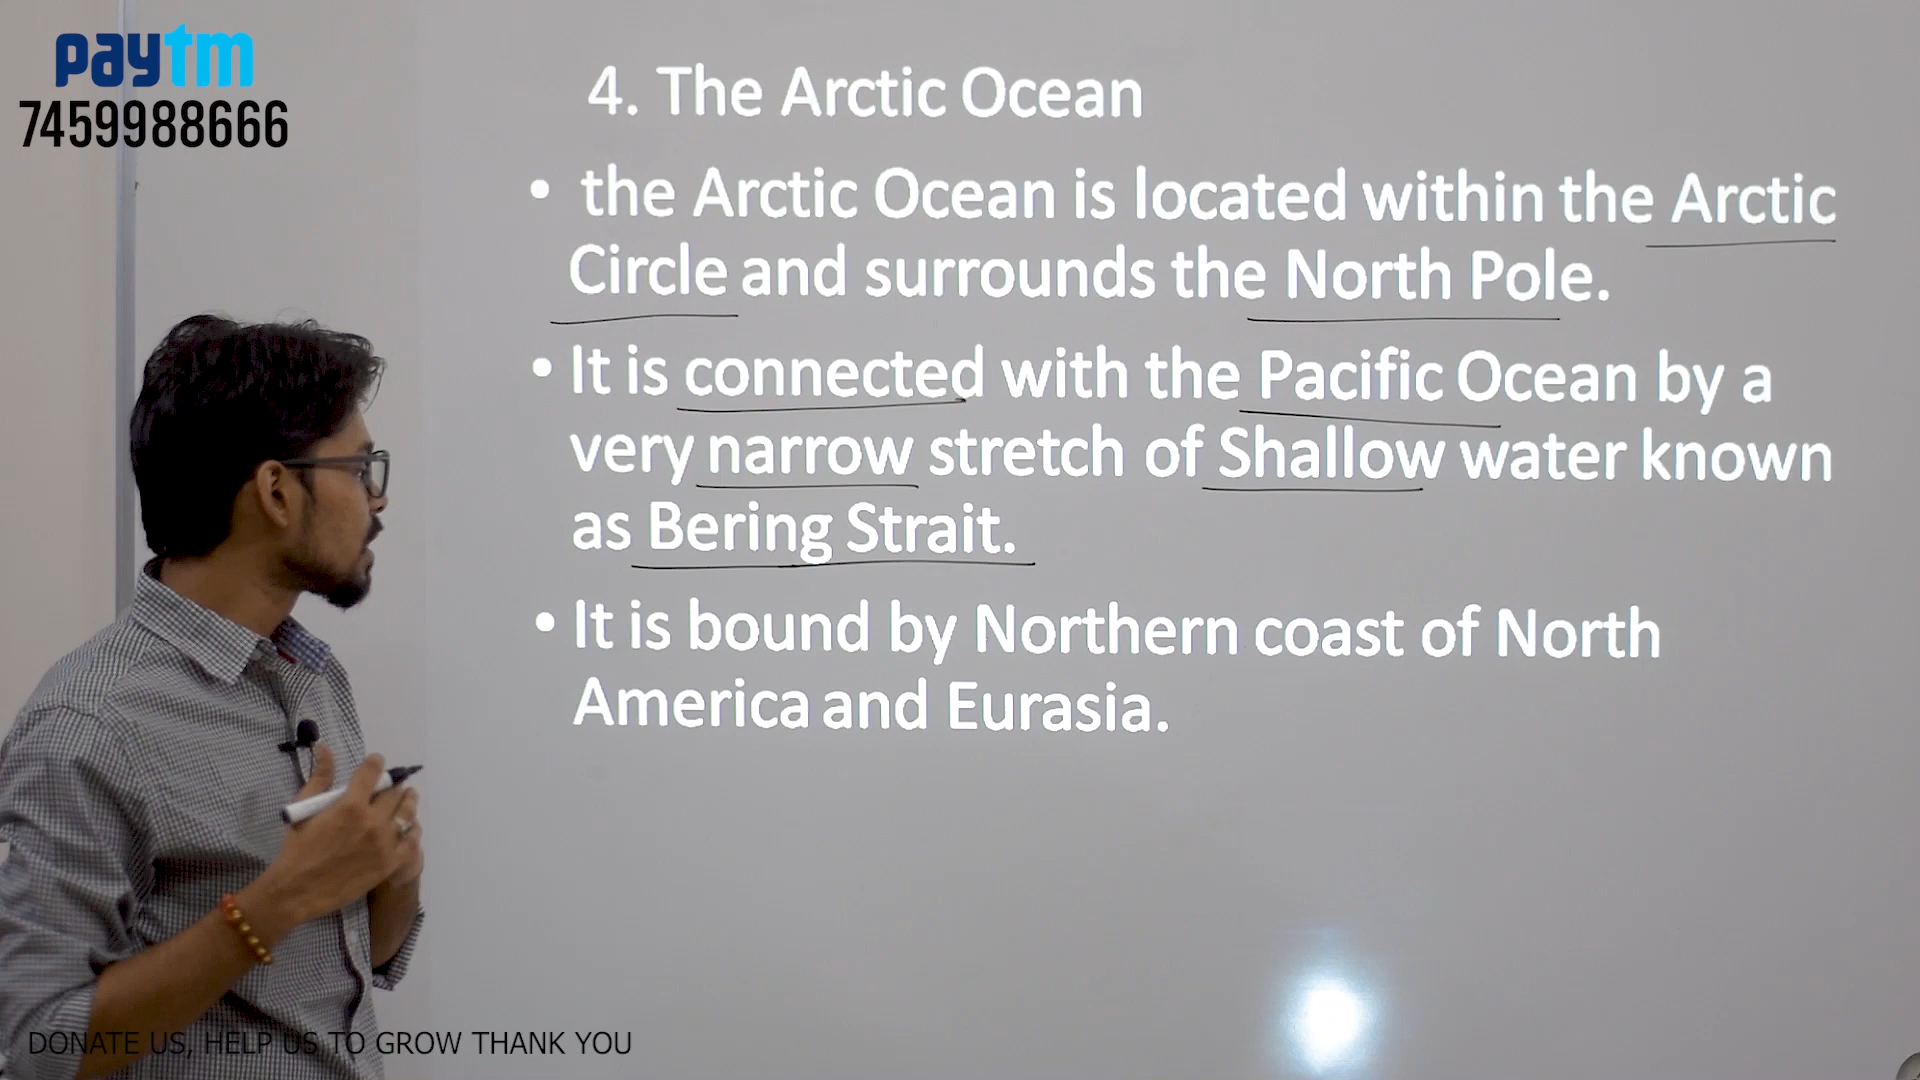 paytm
7459988666
4. The Arctic Ocean
• the Arctic Ocean is located within the Arctic
Circle and surrounds the North Pole.
• It is connected with the Pacific Ocean by a
very narrow stretch of Shallow water known
as Bering Strait.
• It is bound by Northern coast of North
America and Eurasia.
DONATE US, HELP US TO GROW THANK YOU